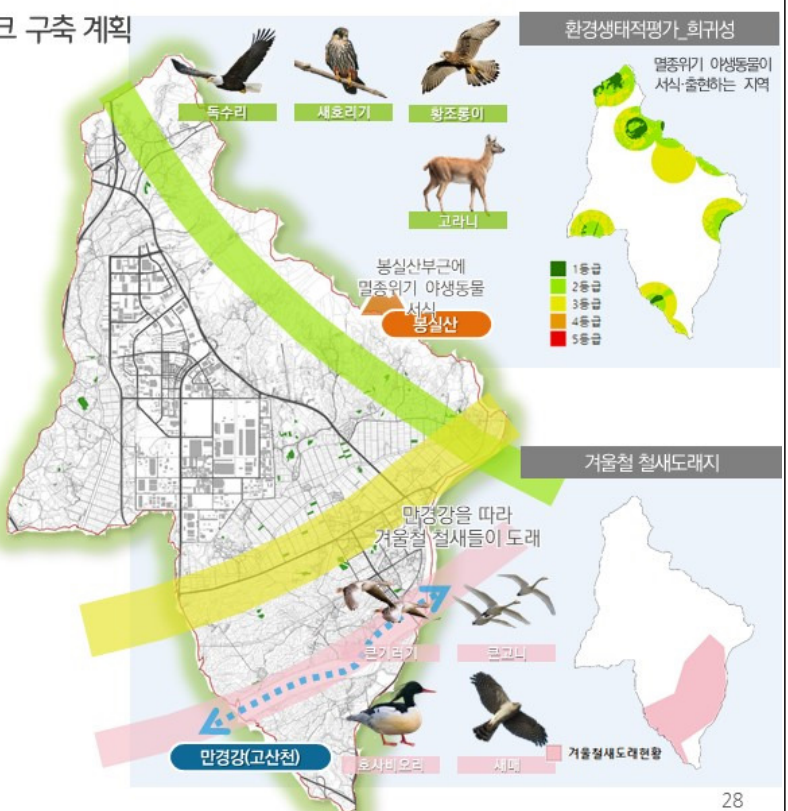 크 구축 계획
환경생태적평가_희귀성
멸종위기 야생동물이
서식·출현하는 지역
독수리
새호리기
황조롱이
고라니
봉실산부근에
멸종위기 야생동물
서식
봉실산
1등급
2등급
3등급
4등급
5등급
겨울철 철새도래지
만경강을 따라
겨울철 철새들이 도래
큰기러기
큰고니
만경강(고산천)
호사비오리
새매
겨울철새도래현황
28